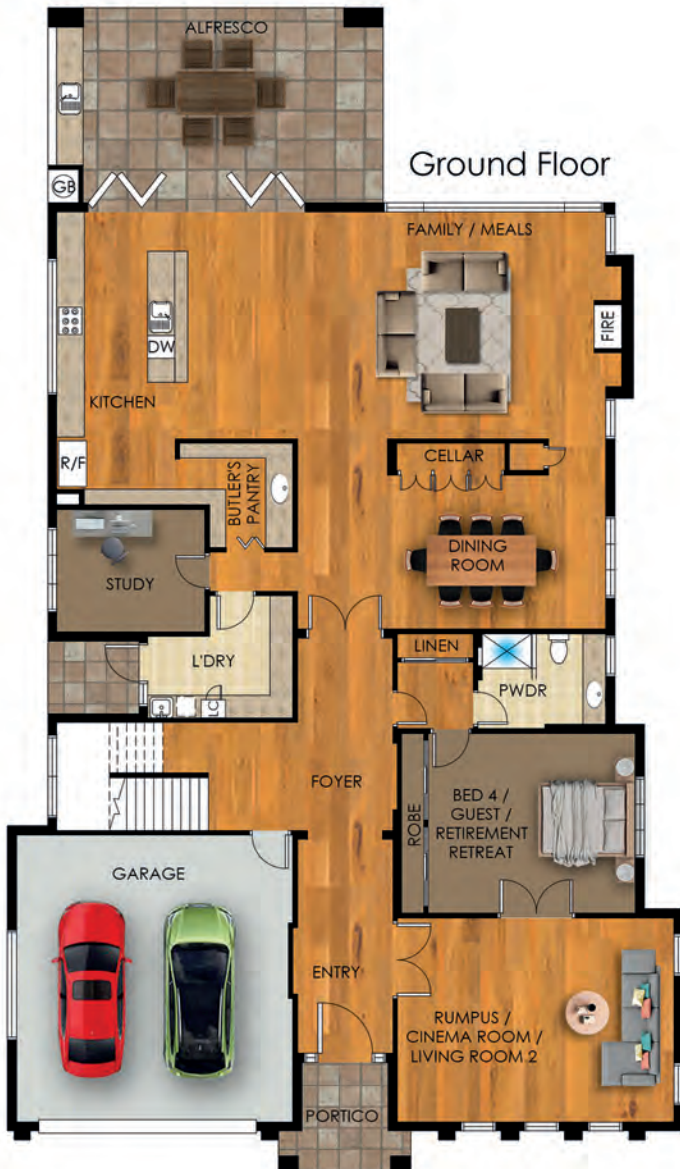 ALFRESCO
GB
Ground Floor
FAMILY / MEALS
FIRE
DW
KITCHEN
R/F
BUTLER'S
PANTRY
CELLAR
DINING
ROOM
STUDY
L'DRY
LC
LINEN
PWDR
FOYER
ROBE
BED 4 /
GUEST /
RETIREMENT
RETREAT
GARAGE
ENTRY
RUMPUS /
CINEMA ROOM /
LIVING ROOM 2
PORTICO